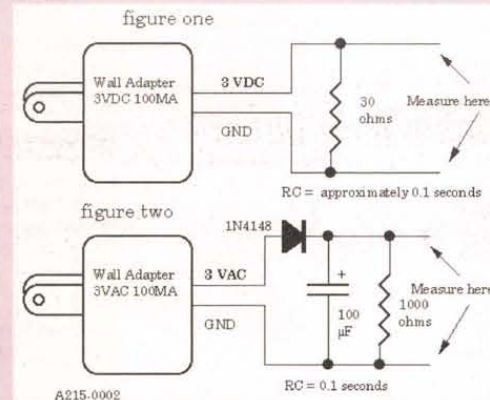 figure one
Wall Adapter
3VDC 100MA
3 VDC
GND
30
ohms
Measure here
RC = approximately 0.1 seconds
figure two
1N4148
Wall Adapter
3VAC 100MA
3 VAC
GND
+
100
µF
1000
ohms
Measure here
RC = 0.1 seconds
A215-0002